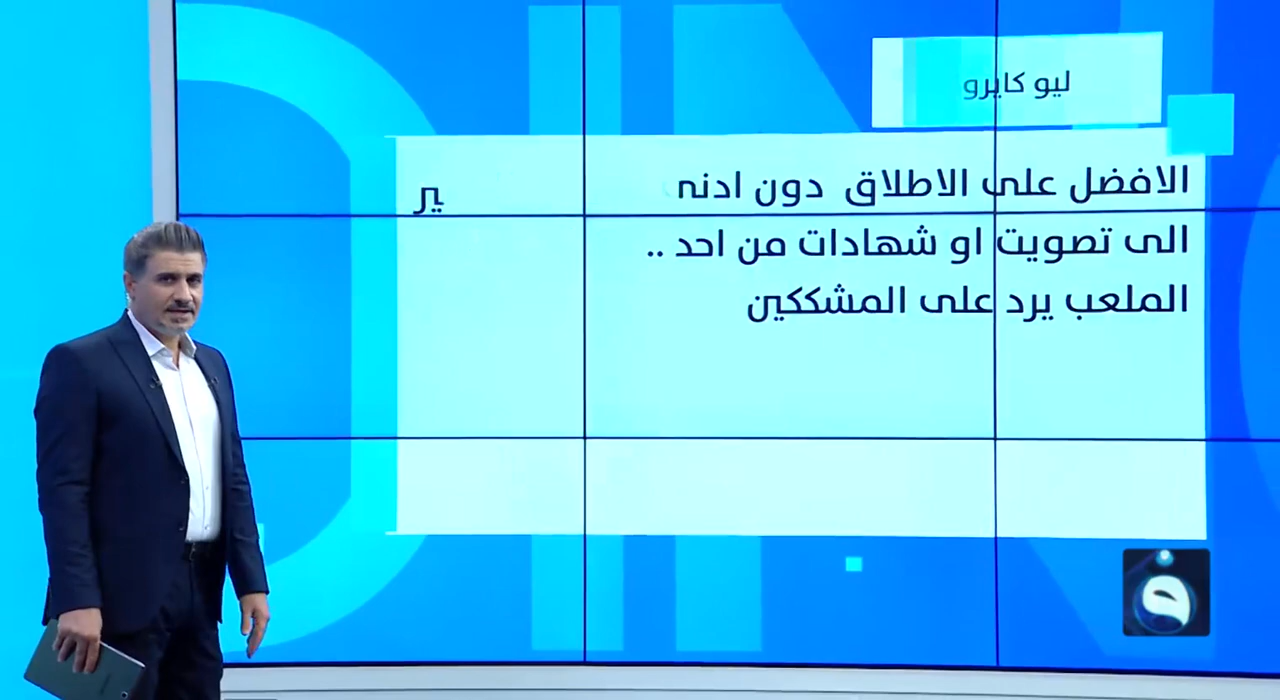 ليو كايرو
الافضل على الاطلاق دون ادنى
الى تصويت او شهادات من احد ..
الملعب يرد على المشككين